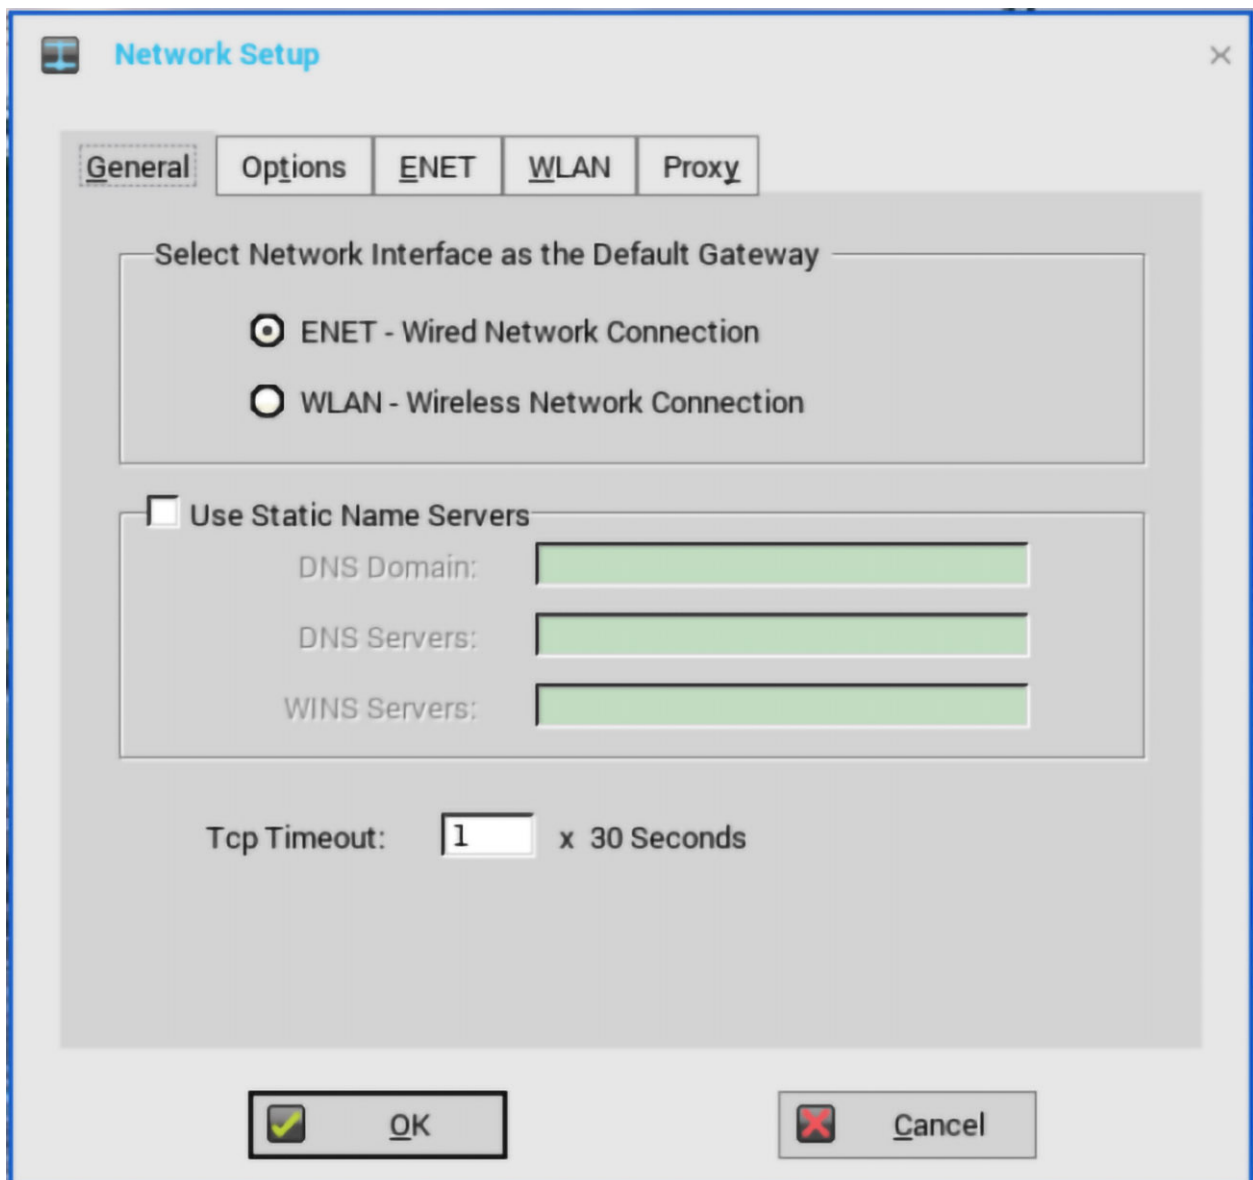 Network Setup
General Options ENET WLAN Proxy
Select Network Interface as the Default Gateway
ENET - Wired Network Connection
WLAN - Wireless Network Connection
Use Static Name Servers
DNS Domain:
DNS Servers:
WINS Servers:
Tcp Timeout: 1 x 30 Seconds
OK Cancel